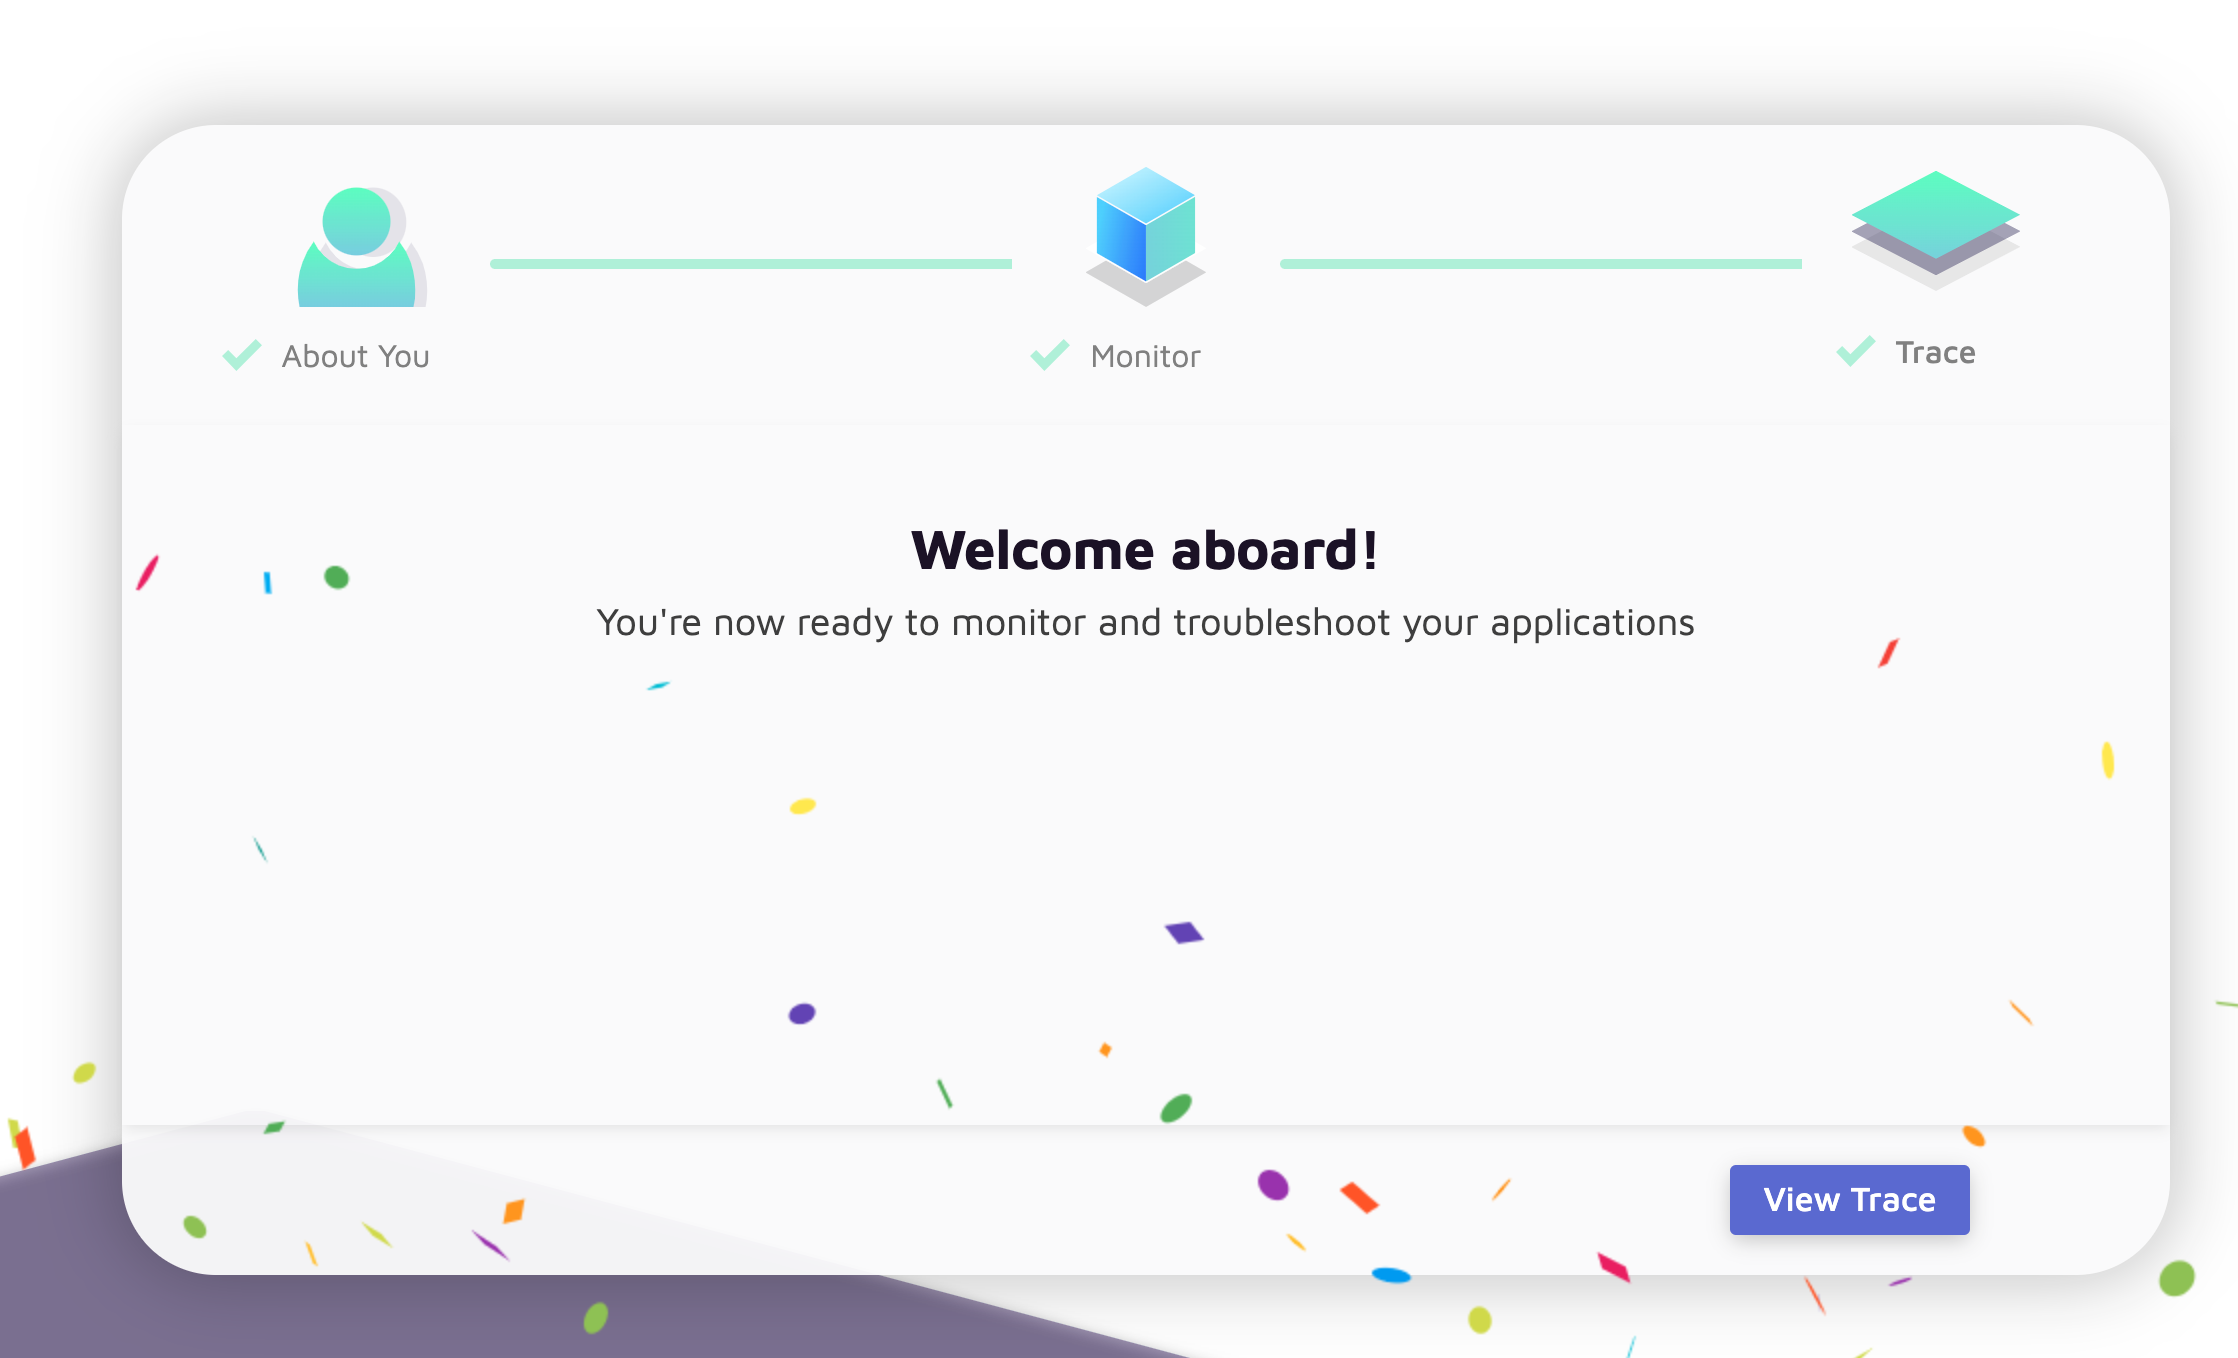 About You
Monitor
Trace
Welcome aboard!
You're now ready to monitor and troubleshoot your applications
View Trace